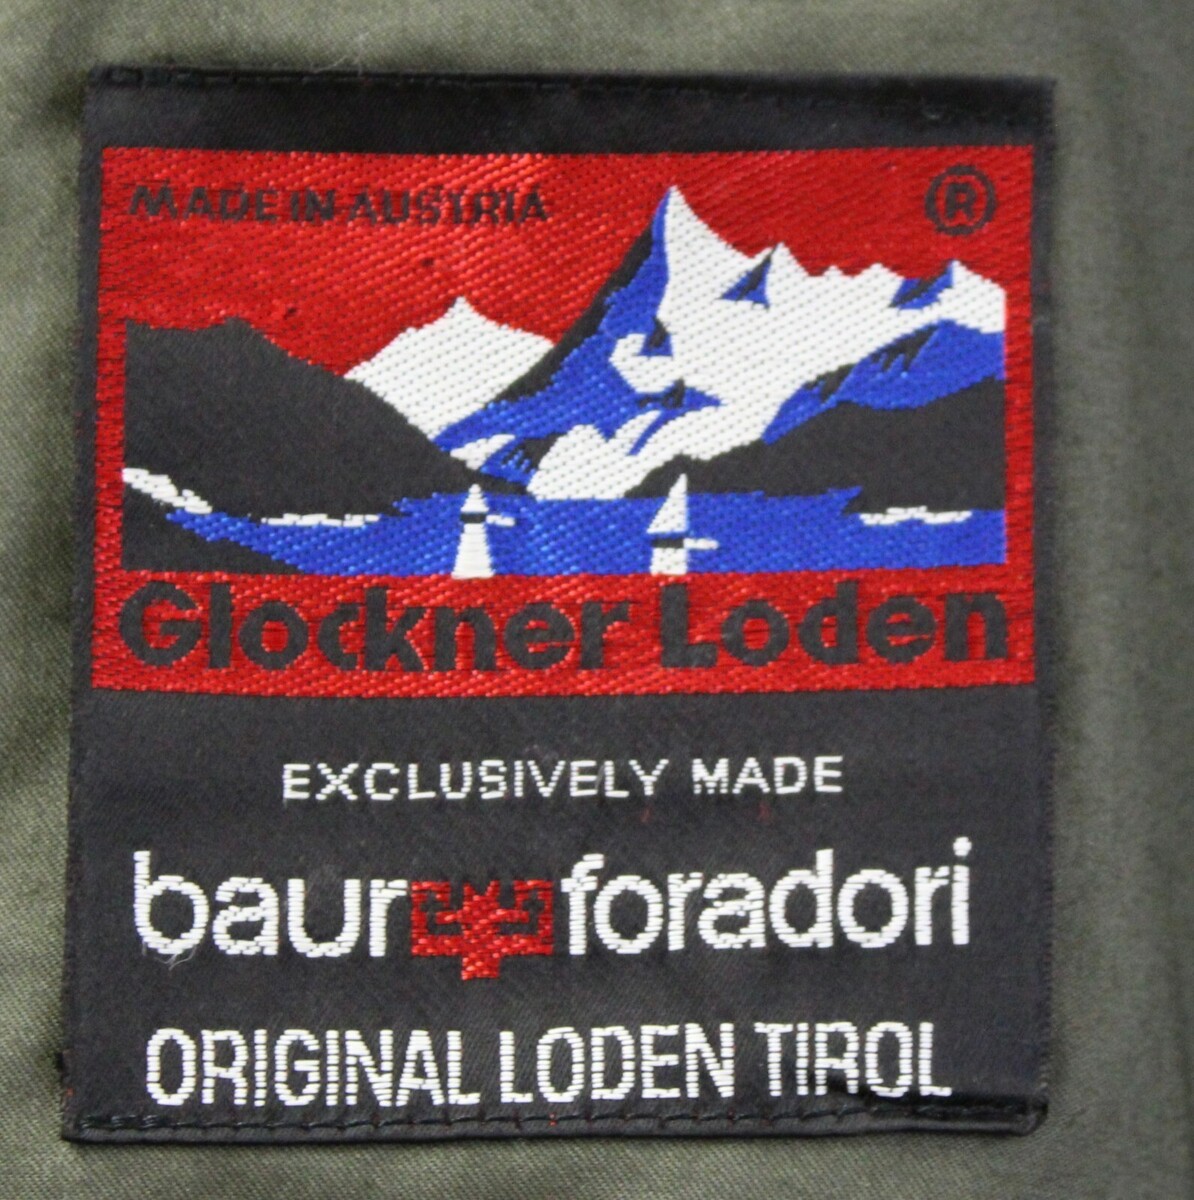 MADE IN AUSTRIA ®
Glockner Loden
EXCLUSIVELY MADE
baur foradori
ORIGINAL LODEN TIROL